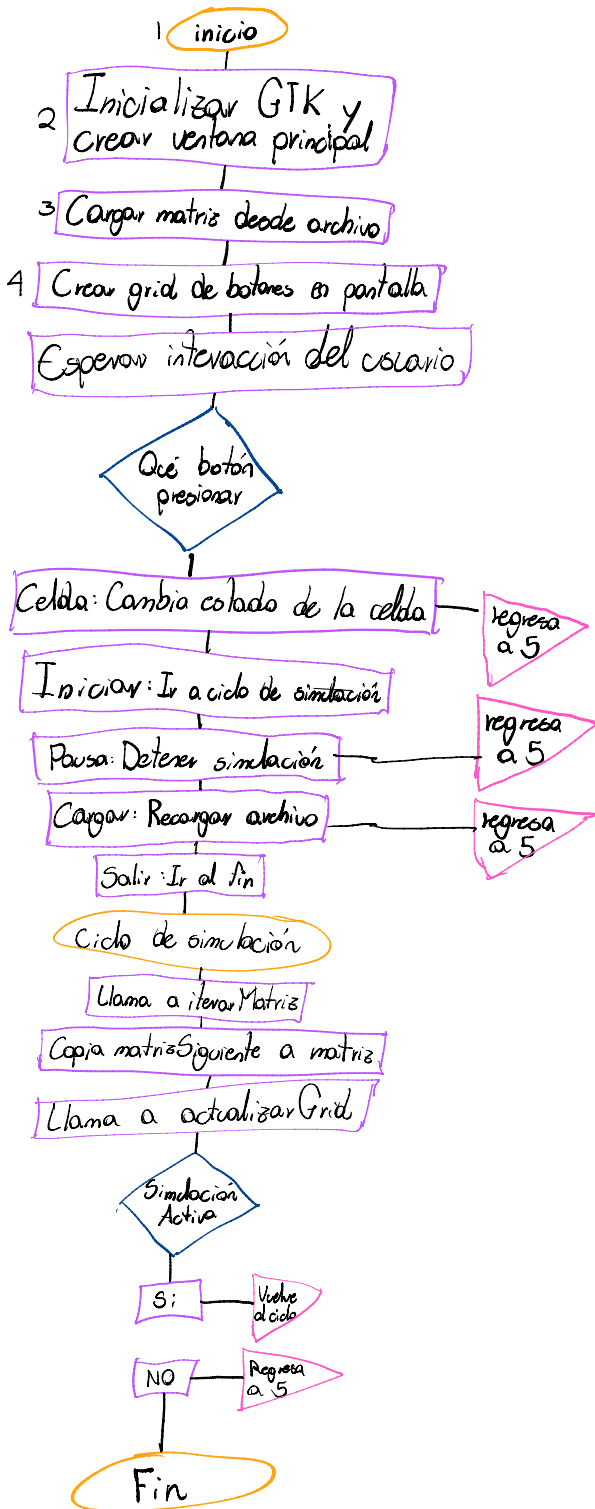 1 inicio
2 Inicializar GTK y
crear ventana principal
3 Cargar matriz desde archivo
4 Crear grid de botones en pantalla
Esperar interacción del usuario
Qué botón
presionar
Celda: Cambia estado de la celda
regresa
a 5
Iniciar: Ir a ciclo de simulación
Pausa: Detener simulación
regresa
a 5
Cargar: Recargar archivo
regresa
a 5
Salir: Ir al fin
Ciclo de simulación
Llama a iterarMatriz
Copia matrizSiguiente a matriz
Llama a actualizarGrid
Simulación
Activa
Si
Vuelve
al ciclo
NO
Regresa
a 5
Fin